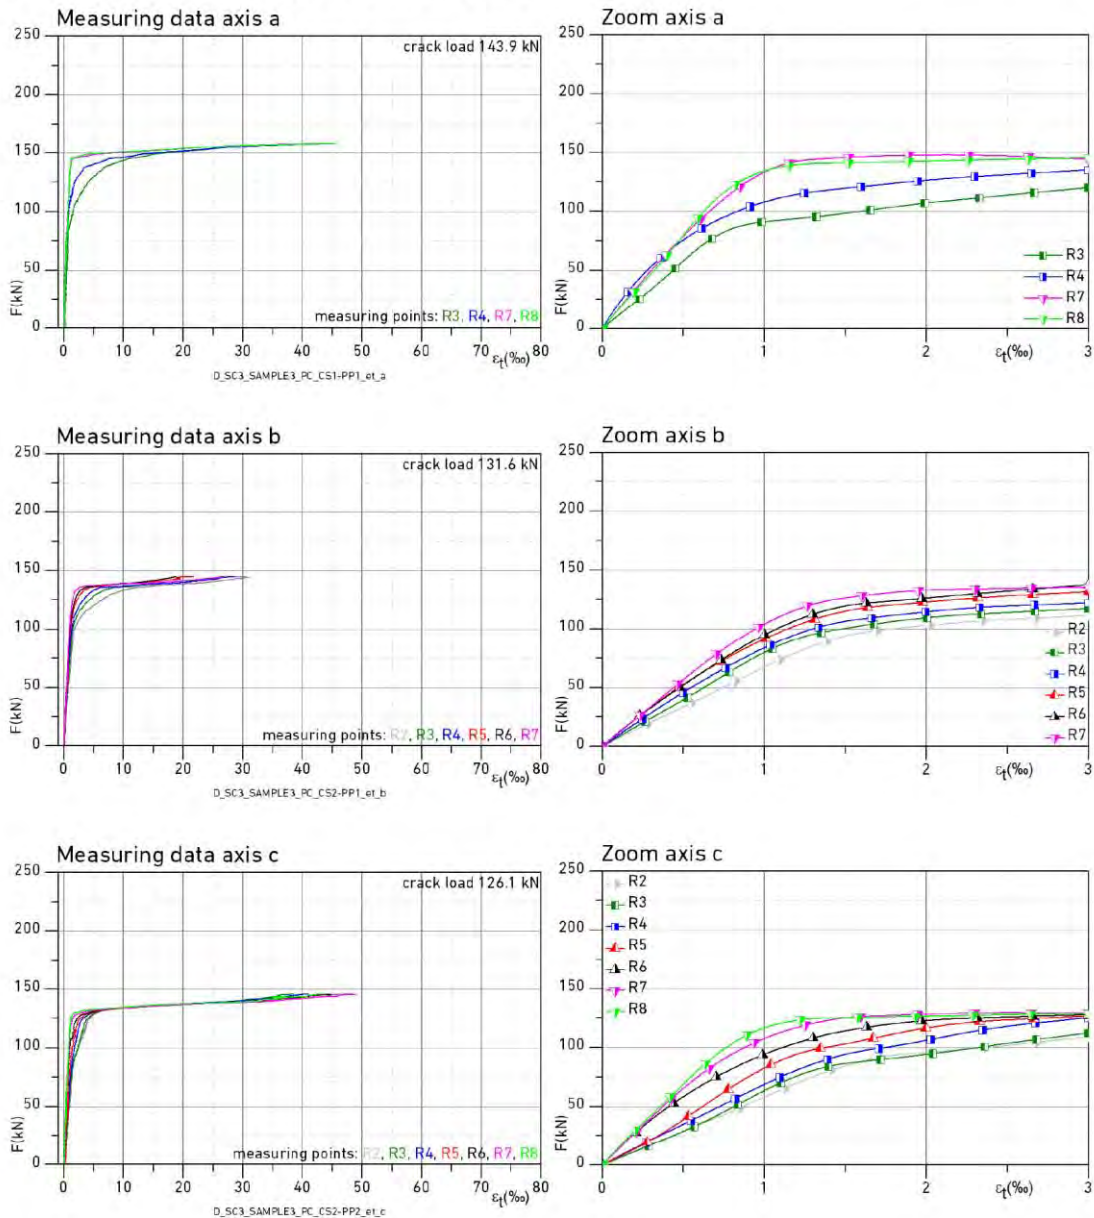 Measuring data axis a
crack load 143.9 kN
250
200
150
100
50
0
F(kN)
measuring points: R3, R4, R7, R8
0 10 20 30 40 50 60 70 80
εt(‰)
D_SC3_SAMPLE3_PC_CS1-PP1_et_a
Zoom axis a
250
200
150
100
50
0
F(kN)
R3
R4
R7
R8
0 1 2 3
εt(‰)
Measuring data axis b
crack load 131.6 kN
250
200
150
100
50
0
F(kN)
measuring points: R2, R3, R4, R5, R6, R7
0 10 20 30 40 50 60 70 80
εt(‰)
D_SC3_SAMPLE3_PC_CS2-PP1_et_b
Zoom axis b
250
200
150
100
50
0
F(kN)
R2
R3
R4
R5
R6
R7
0 1 2 3
εt(‰)
Measuring data axis c
crack load 126.1 kN
250
200
150
100
50
0
F(kN)
measuring points: R2, R3, R4, R5, R6, R7, R8
0 10 20 30 40 50 60 70 80
εt(‰)
D_SC3_SAMPLE3_PC_CS2-PP2_et_c
Zoom axis c
250
200
150
100
50
0
F(kN)
R2
R3
R4
R5
R6
R7
R8
0 1 2 3
εt(‰)